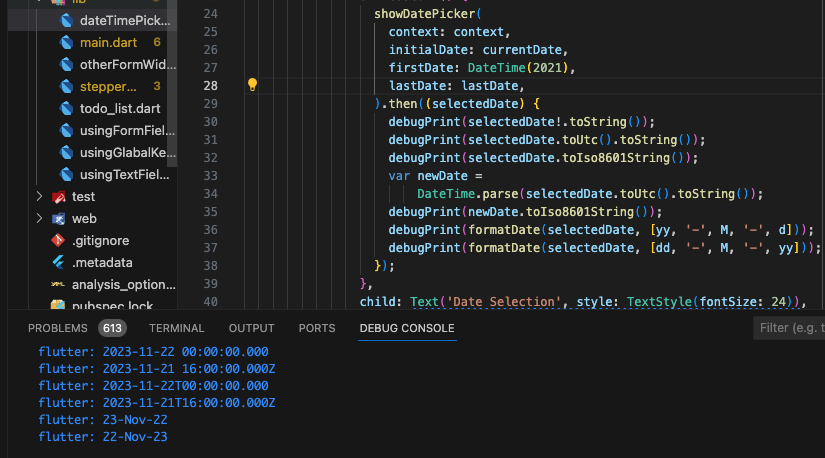 lib
dateTimePick...
main.dart 6
otherFormWid...
stepper... 3
todo_list.dart
usingFormFiel...
usingGlabalKe...
usingTextField...
test
web
.gitignore
.metadata
analysis_option...
pubspec.lock
24 showDatePicker(
25 context: context,
26 initialDate: currentDate,
27 firstDate: DateTime(2021),
28 lastDate: lastDate,
29 ).then((selectedDate) {
30 debugPrint(selectedDate!.toString());
31 debugPrint(selectedDate.toUtc().toString());
32 debugPrint(selectedDate.toIso8601String());
33 var newDate =
34 DateTime.parse(selectedDate.toUtc().toString());
35 debugPrint(newDate.toIso8601String());
36 debugPrint(formatDate(selectedDate, [yy, '-', M, '-', d]));
37 debugPrint(formatDate(selectedDate, [dd, '-', M, '-', yy]));
38 });
39 },
40 child: Text('Date Selection', style: TextStyle(fontSize: 24)),
PROBLEMS 613 TERMINAL OUTPUT PORTS DEBUG CONSOLE Filter (e.g. t
flutter: 2023-11-22 00:00:00.000
flutter: 2023-11-21 16:00:00.000Z
flutter: 2023-11-22T00:00:00.000
flutter: 2023-11-21T16:00:00.000Z
flutter: 23-Nov-22
flutter: 22-Nov-23